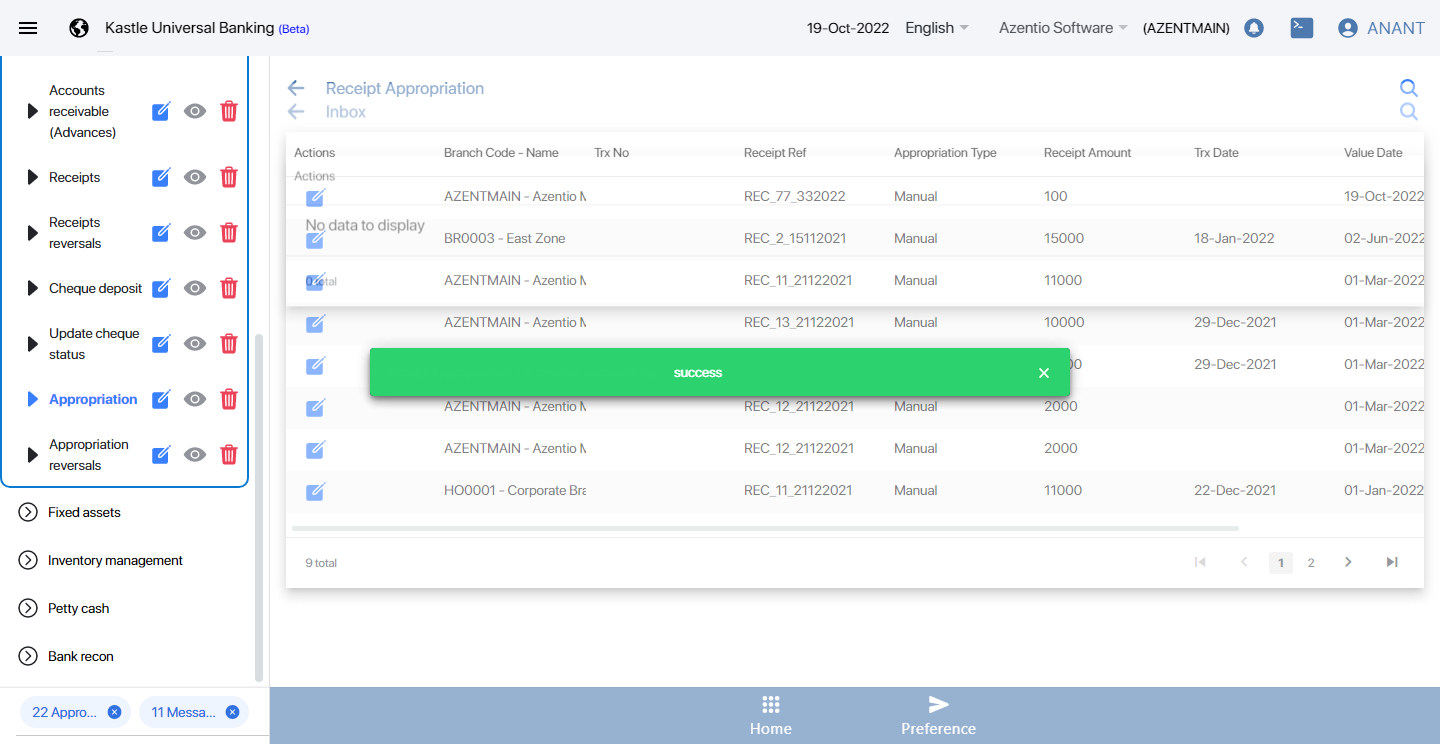 Kastle Universal Banking (Beta)
19-Oct-2022 English Azentio Software (AZENTMAIN) ANANT
Accounts
receivable
(Advances)
Receipts
Receipts
reversals
Cheque deposit
Update cheque
status
Appropriation
Appropriation
reversals
Fixed assets
Inventory management
Petty cash
Bank recon
22 Appro...
11 Messa...
Receipt Appropriation
Inbox
Actions Branch Code - Name Trx No Receipt Ref Appropriation Type Receipt Amount Trx Date Value Date
Actions
AZENTMAIN - Azentio REC_77_332022 Manual 100 19-Oct-2022
No data to display
BR0003 - East Zone REC_2_15112021 Manual 15000 18-Jan-2022 02-Jun-2022
0 total
AZENTMAIN - Azentio REC_11_21122021 Manual 11000 01-Mar-2022
AZENTMAIN - Azentio REC_13_21122021 Manual 10000 29-Dec-2021 01-Mar-2022
29-Dec-2021 01-Mar-2022
success
AZENTMAIN - Azentio REC_12_21122021 Manual 2000 01-Mar-2022
AZENTMAIN - Azentio REC_12_21122021 Manual 2000 01-Mar-2022
HO0001 - Corporate REC_11_21122021 Manual 11000 22-Dec-2021 01-Jan-2022
9 total
1 2
Home
Preference